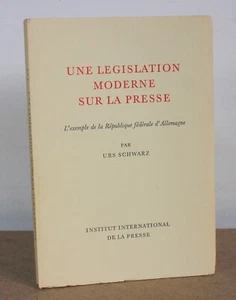 UNE LEGISLATION
MODERNE
SUR LA PRESSE
L'exemple de la République fédérale d'Allemagne
PAR
URS SCHWARZ
INSTITUT INTERNATIONAL
DE LA PRESSE